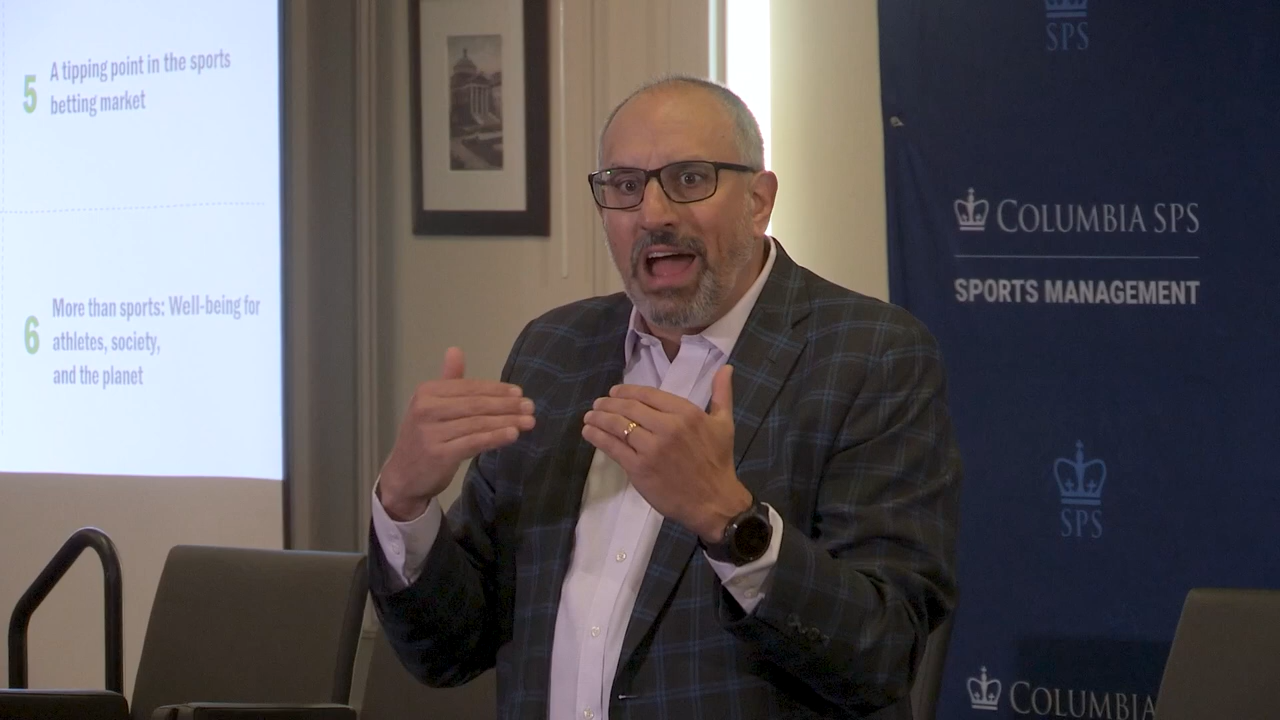 5
A tipping point in the sports
betting market
6
More than sports: Well-being for
athletes, society,
and the planet
SPS
COLUMBIA SPS
SPORTS MANAGEMENT
SPS
COLUMBIA